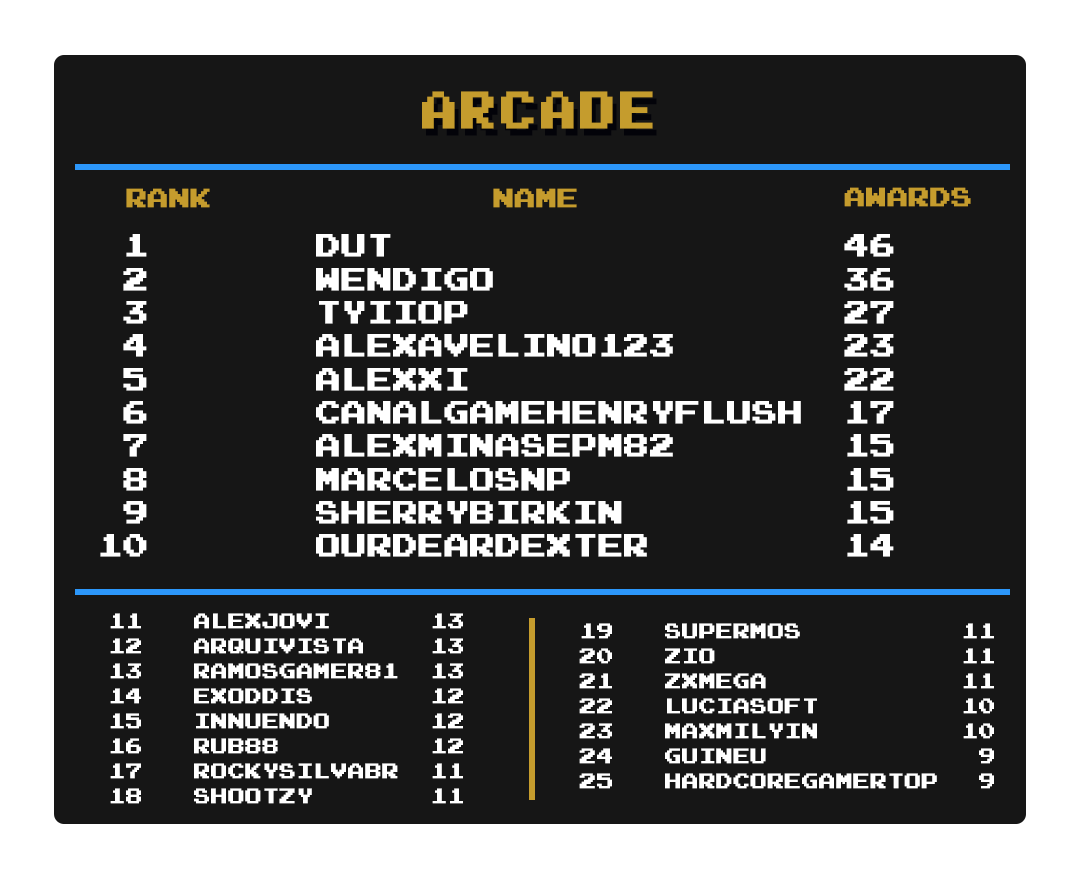 ARCADE
RANK NAME AWARDS
1 DUT 46
2 WENDIGO 36
3 TYIIOP 27
4 ALEXAVELINO123 23
5 ALEXXI 22
6 CANALGAMEHENRYFLUSH 17
7 ALEXMINASEPM82 15
8 MARCELOSNP 15
9 SHERRYBIRKIN 15
10 OURDEARDEXTER 14
11 ALEXJOVI 13
12 ARQUIVISTA 13
13 RAMOSGAMER81 13
14 EXODDIS 12
15 INNUENDO 12
16 RUB88 12
17 ROCKYSILVABR 11
18 SHOOTZY 11
19 SUPERMOS 11
20 ZIO 11
21 ZXMEGA 11
22 LUCIASOFT 10
23 MAXMILYIN 10
24 GUINEU 9
25 HARDCOREGAMERTOP 9